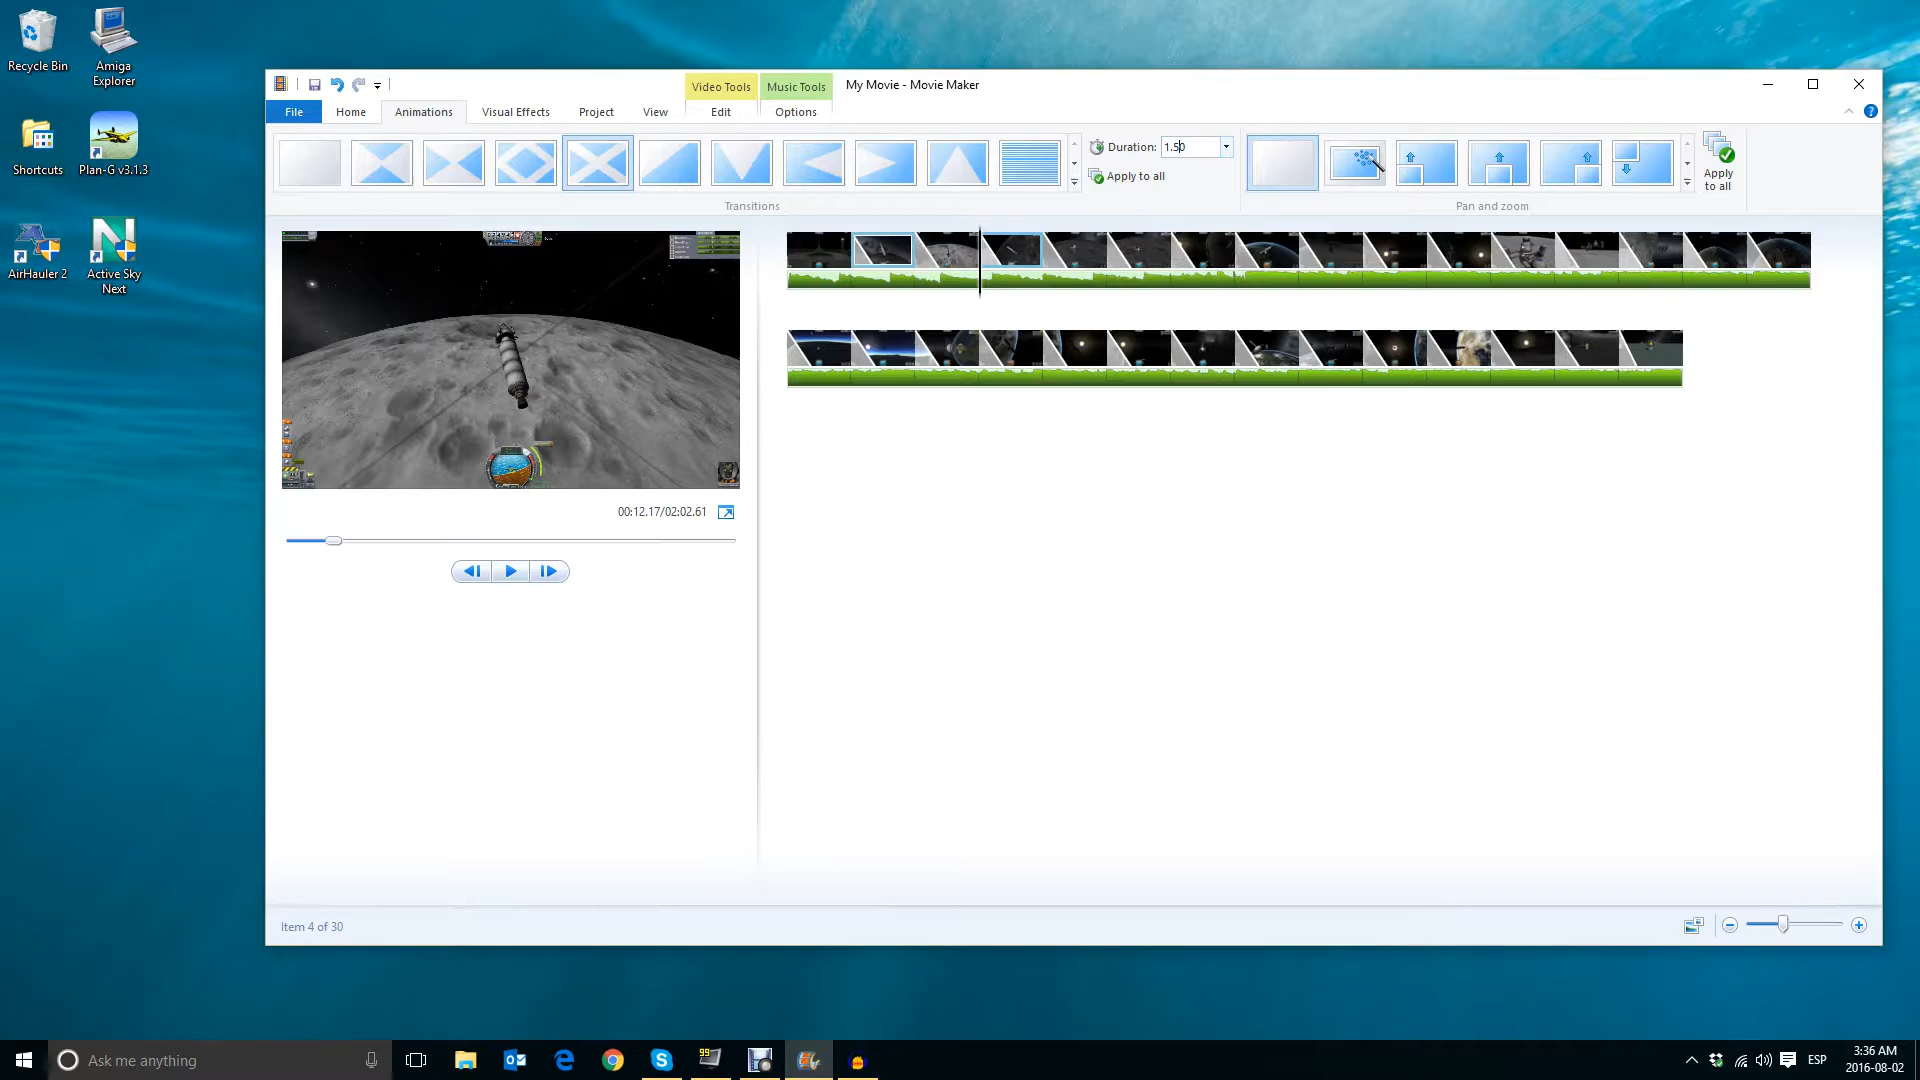 Recycle Bin
Amiga
Explorer
Shortcuts
Plan-G v3.1.3
AirHauler 2
Active Sky
Next
Video Tools
Music Tools
My Movie - Movie Maker
File
Home
Animations
Visual Effects
Project
View
Edit
Options
Duration:
1.50
Apply to all
Apply
to all
Transitions
Pan and zoom
00:12.17/02:02.61
Item 4 of 30
Ask me anything
99
ESP
3:36 AM
2016-08-02